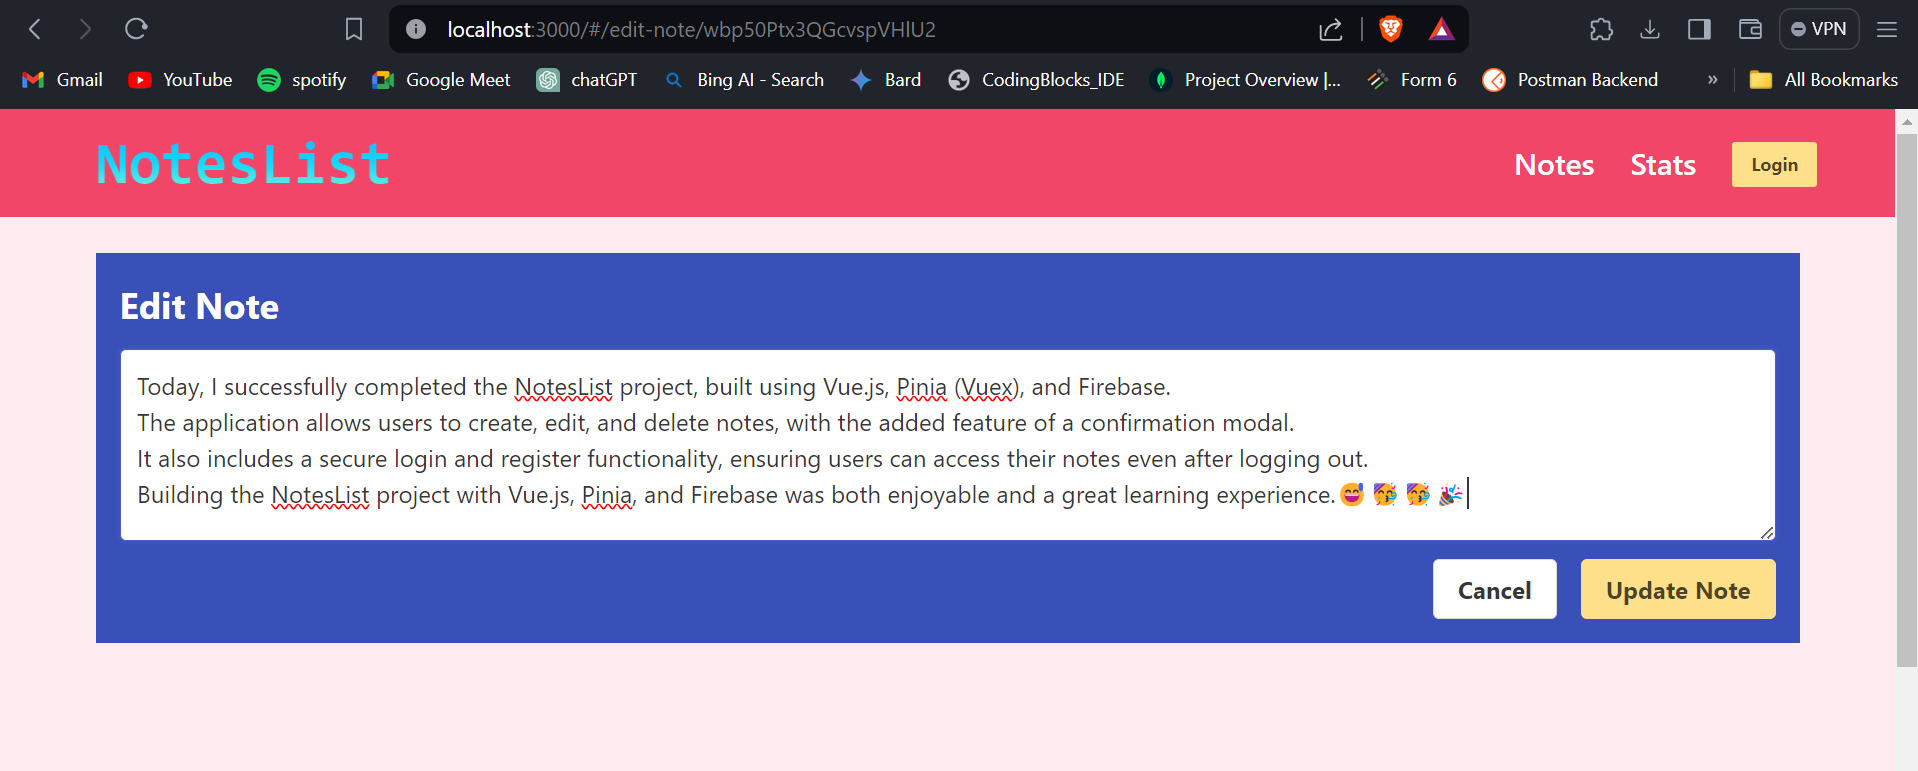 localhost:3000/#/edit-note/wbp50Ptx3QGcvspVHlU2
VPN
Gmail YouTube spotify Google Meet chatGPT Bing AI - Search Bard CodingBlocks_IDE Project Overview |... Form 6 Postman Backend » All Bookmarks
NotesList
Notes Stats Login
Edit Note
Today, I successfully completed the NotesList project, built using Vue.js, Pinia (Vuex), and Firebase.
The application allows users to create, edit, and delete notes, with the added feature of a confirmation modal.
It also includes a secure login and register functionality, ensuring users can access their notes even after logging out.
Building the NotesList project with Vue.js, Pinia, and Firebase was both enjoyable and a great learning experience.😅🥳🥳🎉
Cancel Update Note